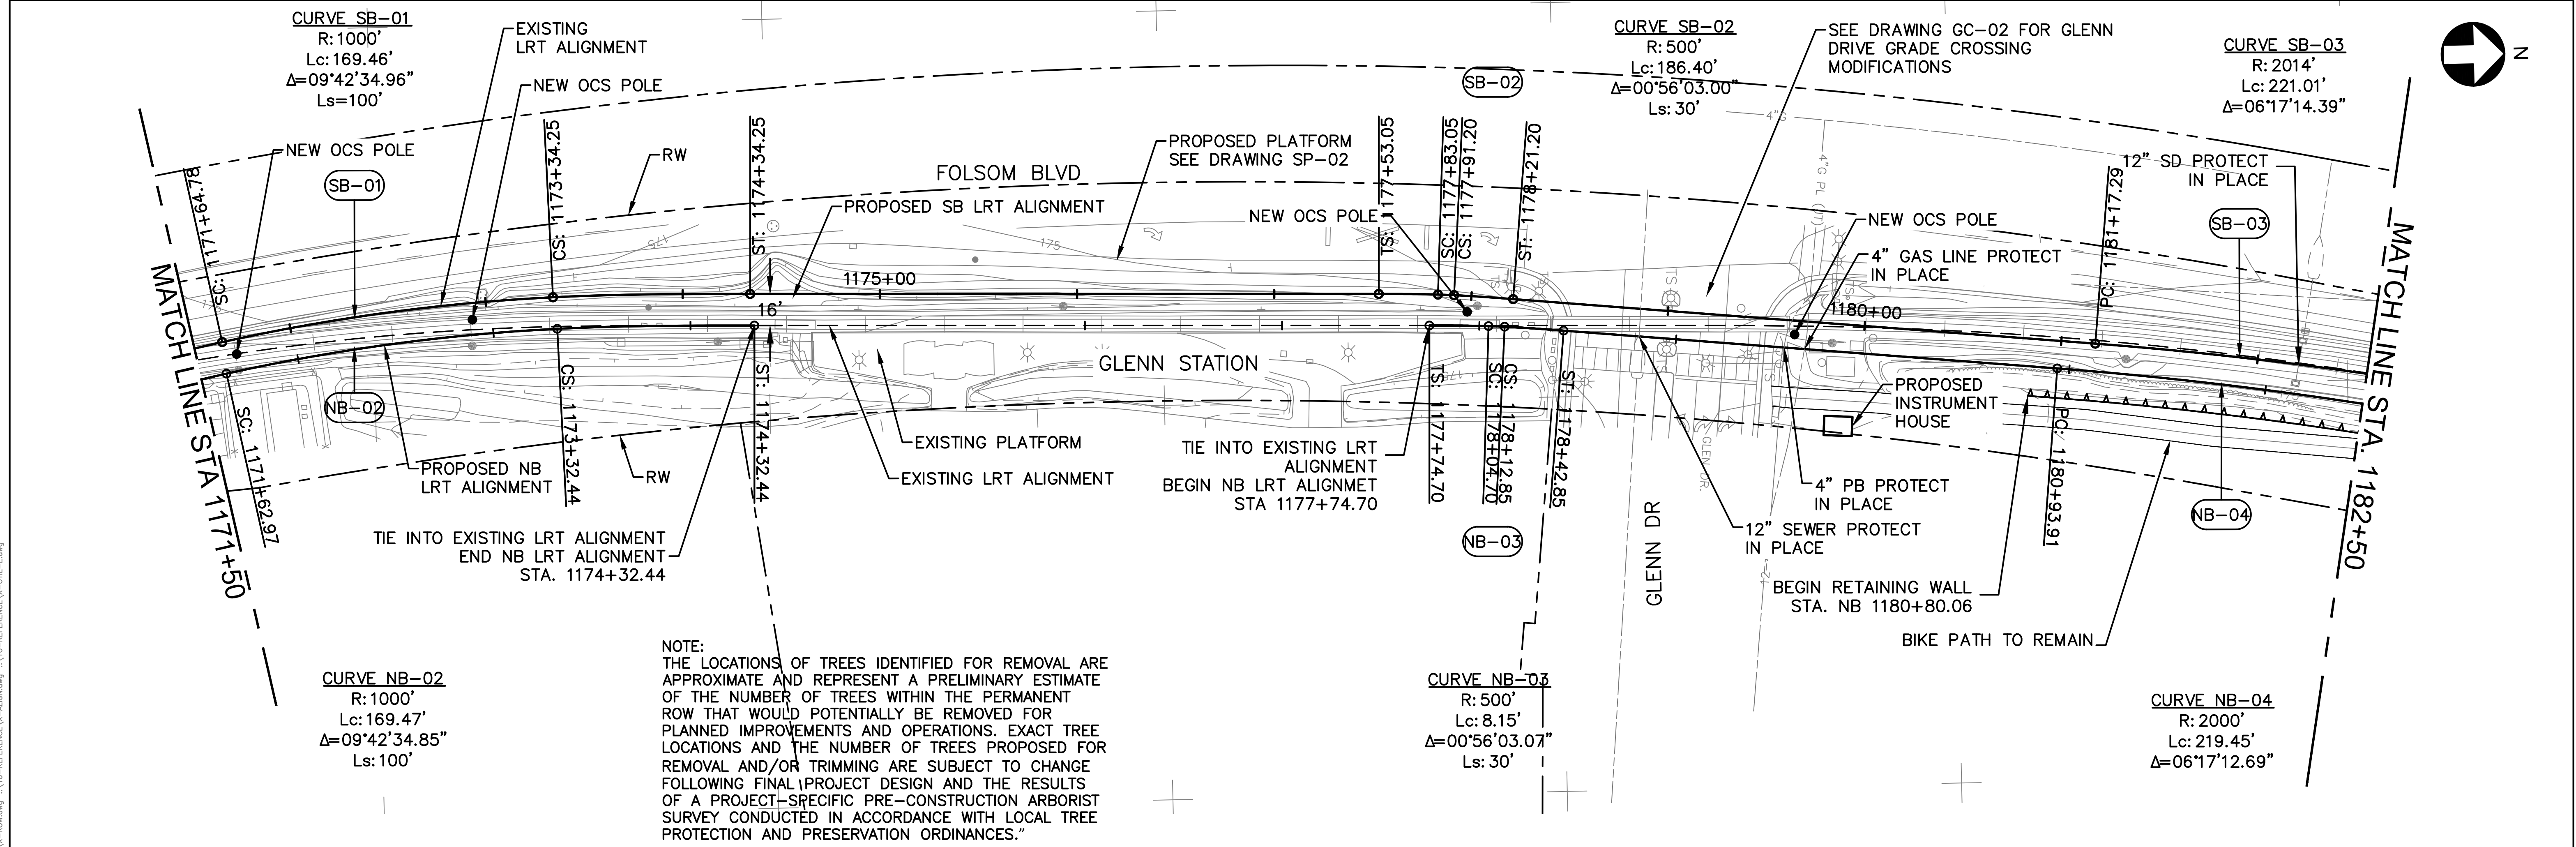 CURVE SB-01
R: 1000'
Lc: 169.46'
Δ=09°42'34.96"
Ls=100'
EXISTING
LRT ALIGNMENT
NEW OCS POLE
NEW OCS POLE
SB-01
RW
CS: 1173+34.25
ST: 1174+34.25
SC: 1171+64.78
FOLSOM BLVD
PROPOSED PLATFORM
SEE DRAWING SP-02
PROPOSED SB LRT ALIGNMENT
175
175
1175+00
16'
NEW OCS POLE
TS: 1177+53.05
SC: 1177+83.05
CS: 1177+91.20
ST: 1178+21.20
SB-02
CURVE SB-02
R: 500'
Lc: 186.40'
Δ=00°56'03.00"
Ls: 30'
SEE DRAWING GC-02 FOR GLENN
DRIVE GRADE CROSSING
MODIFICATIONS
CURVE SB-03
R: 2014'
Lc: 221.01'
Δ=06°17'14.39"
N
4"G
4"G PL (JT)
12" SD PROTECT
IN PLACE
NEW OCS POLE
4" GAS LINE PROTECT
IN PLACE
1180+00
PC: 1181+17.29
SB-03
MATCH LINE STA 1171+50
MATCH LINE STA. 1182+50
SC: 1171+62.97
NB-02
PROPOSED NB
LRT ALIGNMENT
CS: 1173+32.44
ST: 1174+32.44
RW
TIE INTO EXISTING LRT ALIGNMENT
END NB LRT ALIGNMENT
STA. 1174+32.44
GLENN STATION
EXISTING PLATFORM
EXISTING LRT ALIGNMENT
TIE INTO EXISTING LRT
ALIGNMENT
BEGIN NB LRT ALIGNMET
STA 1177+74.70
TS: 1177+74.70
SC: 1178+04.70
CS: 1178+12.85
ST: 1178+42.85
NB-03
GLENN DR
GLEN DR.
12" SEWER PROTECT
IN PLACE
4" PB PROTECT
IN PLACE
PROPOSED
INSTRUMENT
HOUSE
BEGIN RETAINING WALL
STA. NB 1180+80.06
PC: 1180+93.91
NB-04
BIKE PATH TO REMAIN
CURVE NB-02
R: 1000'
Lc: 169.47'
Δ=09°42'34.85"
Ls: 100'
NOTE:
THE LOCATIONS OF TREES IDENTIFIED FOR REMOVAL ARE
APPROXIMATE AND REPRESENT A PRELIMINARY ESTIMATE
OF THE NUMBER OF TREES WITHIN THE PERMANENT
ROW THAT WOULD POTENTIALLY BE REMOVED FOR
PLANNED IMPROVEMENTS AND OPERATIONS. EXACT TREE
LOCATIONS AND THE NUMBER OF TREES PROPOSED FOR
REMOVAL AND/OR TRIMMING ARE SUBJECT TO CHANGE
FOLLOWING FINAL PROJECT DESIGN AND THE RESULTS
OF A PROJECT-SPECIFIC PRE-CONSTRUCTION ARBORIST
SURVEY CONDUCTED IN ACCORDANCE WITH LOCAL TREE
PROTECTION AND PRESERVATION ORDINANCES."
CURVE NB-03
R: 500'
Lc: 8.15'
Δ=00°56'03.07"
Ls: 30'
CURVE NB-04
R: 2000'
Lc: 219.45'
Δ=06°17'12.69"